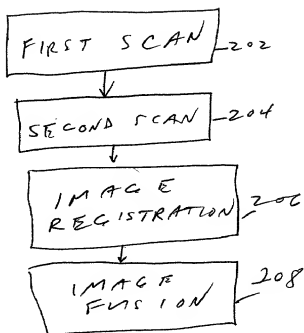 FIRST SCAN 202
SECOND SCAN 204
IMAGE
REGISTRATION 206
IMAGE 208
FUSION